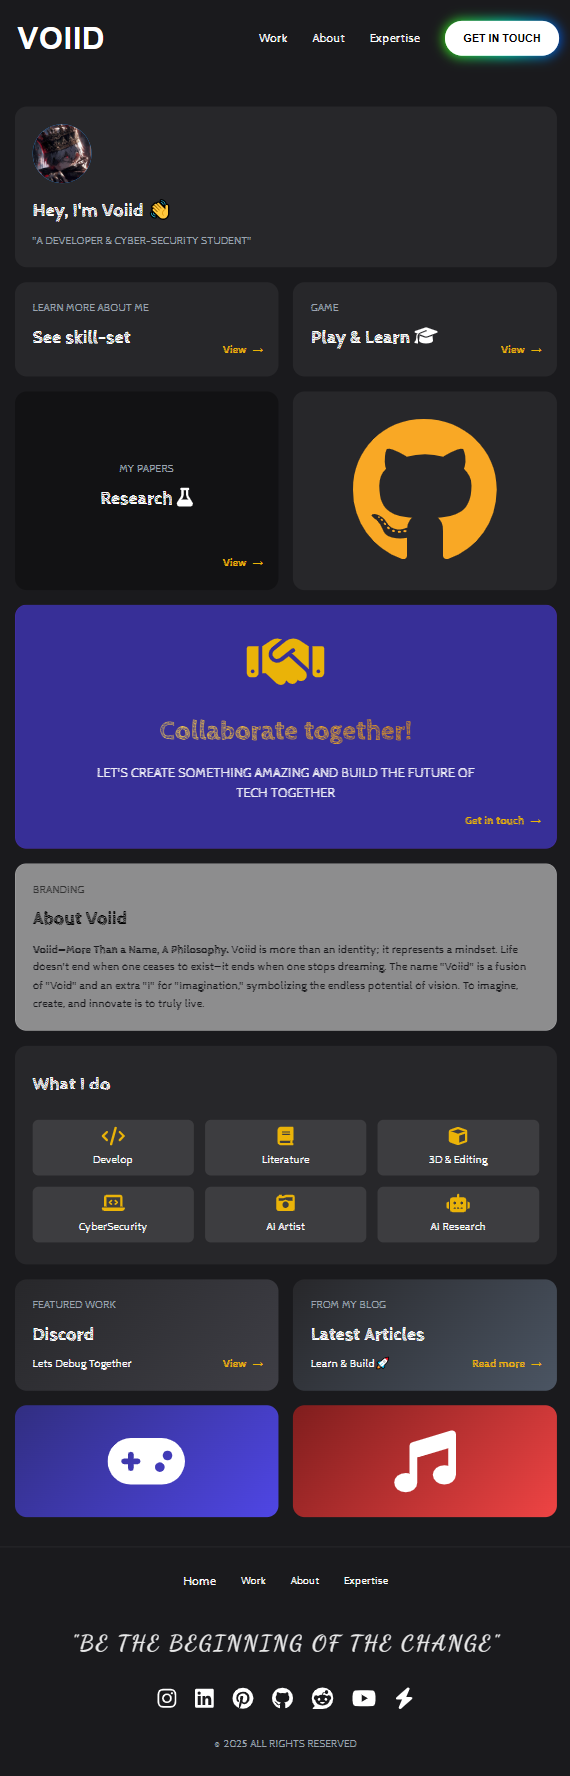 VOIID
Work About Expertise GET IN TOUCH
Hey, I'm Voiid 👋
"A DEVELOPER & CYBER-SECURITY STUDENT"
LEARN MORE ABOUT ME
See skill-set
View →
GAME
Play & Learn
View →
MY PAPERS
Research
View →
Collaborate together!
LET'S CREATE SOMETHING AMAZING AND BUILD THE FUTURE OF
TECH TOGETHER
Get in touch →
BRANDING
About Voiid
Voiid—More Than a Name, A Philosophy. Voiid is more than an identity; it represents a mindset. Life
doesn't end when one ceases to exist—it ends when one stops dreaming. The name "Voiid" is a fusion
of "Void" and an extra "i" for "Imagination," symbolizing the endless potential of vision. To imagine,
create, and innovate is to truly live.
What I do
Develop Literature 3D & Editing
CyberSecurity AI Artist AI Research
FEATURED WORK
Discord
Lets Debug Together View →
FROM MY BLOG
Latest Articles
Learn & Build 🚀 Read more →
Home Work About Expertise
"BE THE BEGINNING OF THE CHANGE"
© 2025 ALL RIGHTS RESERVED